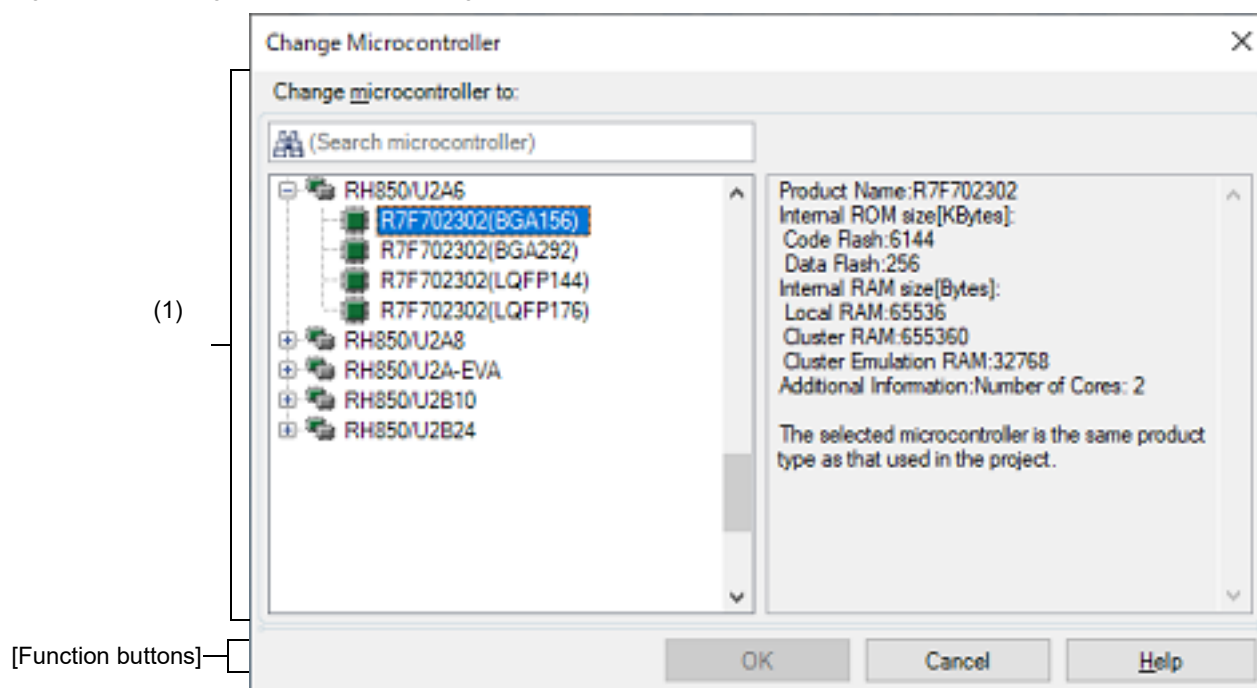 Change Microcontroller
Change microcontroller to:
(Search microcontroller)
RH850/U2A6
R7F702302(BGA156)
R7F702302(BGA292)
R7F702302(LQFP144)
R7F702302(LQFP176)
RH850/U2A8
RH850/U2A-EVA
RH850/U2B10
RH850/U2B24
Product Name:R7F702302
Internal ROM size[KBytes]:
Code Flash:6144
Data Flash:256
Internal RAM size[Bytes]:
Local RAM:65536
Cluster RAM:655360
Cluster Emulation RAM:32768
Additional Information:Number of Cores: 2
The selected microcontroller is the same product
type as that used in the project.
(1)
[Function buttons]
OK
Cancel
Help